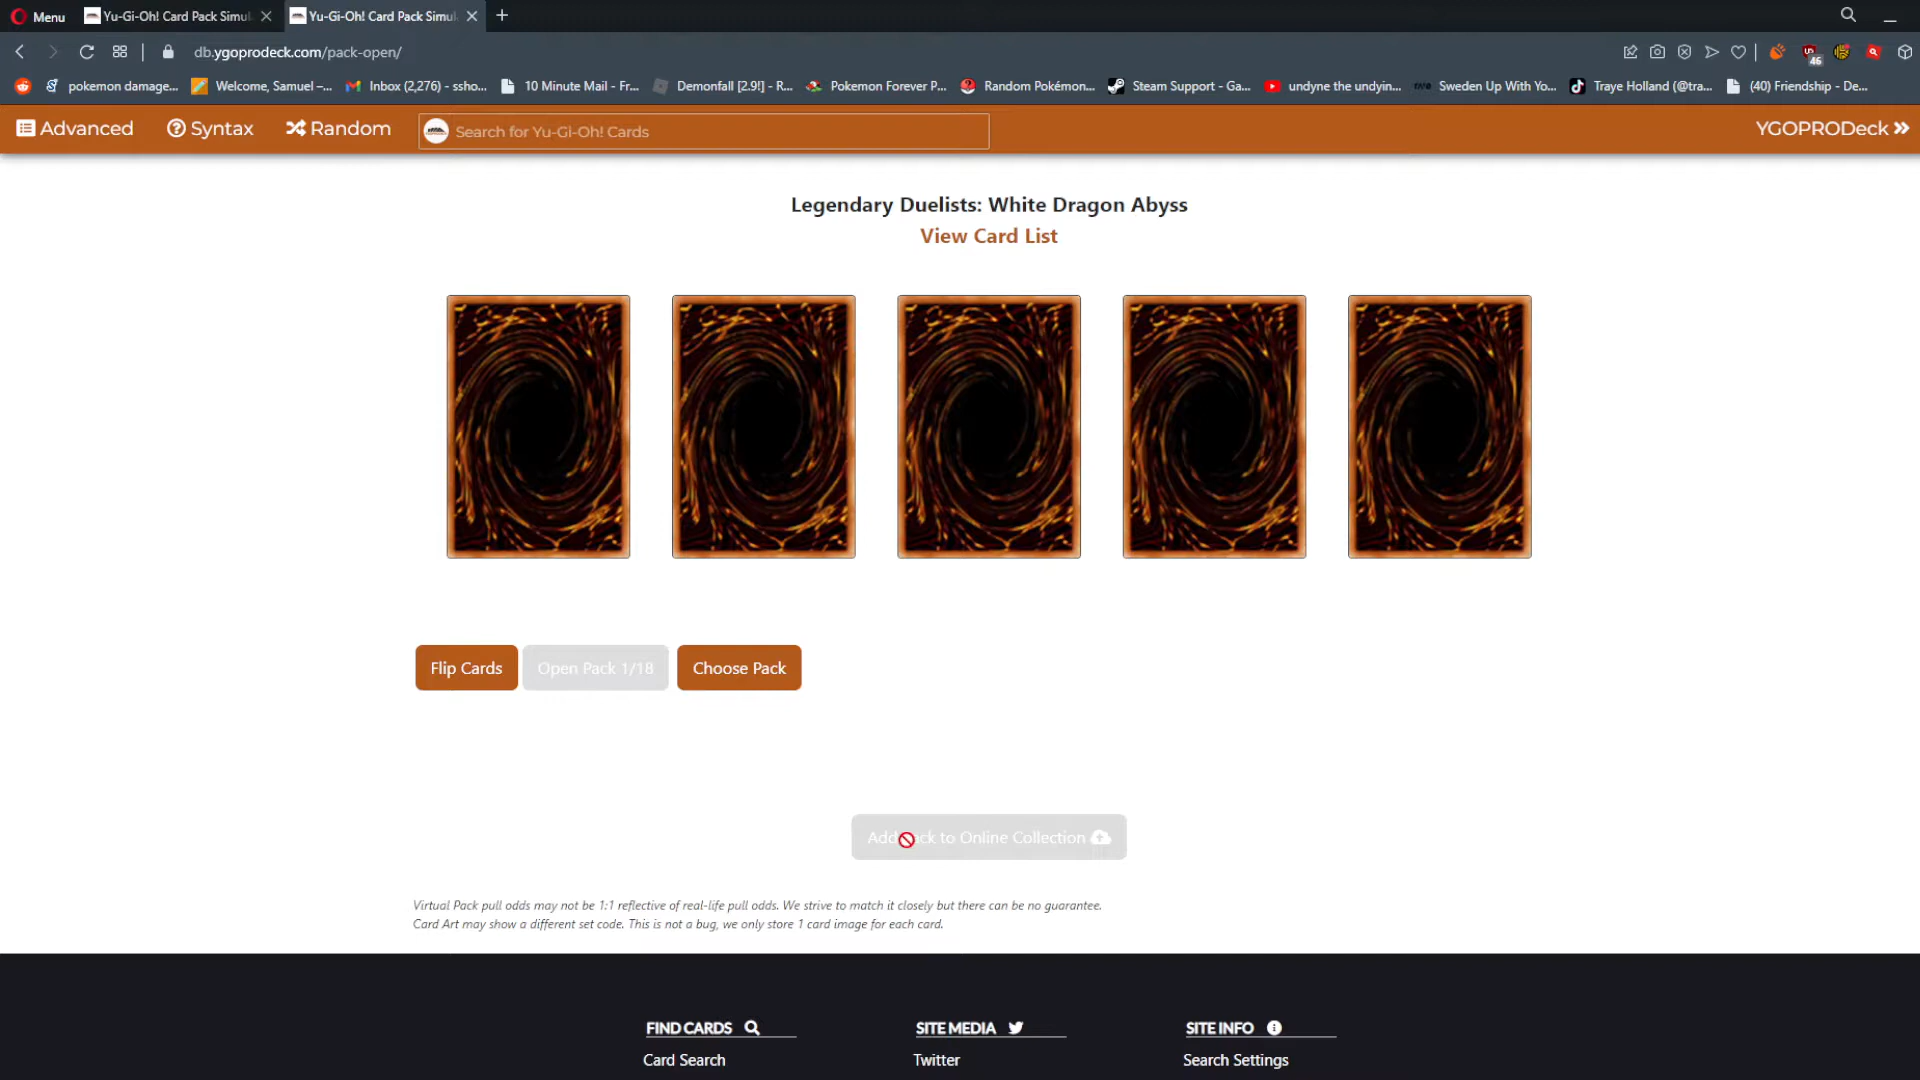 Menu
Yu-Gi-Oh! Card Pack Simul
Yu-Gi-Oh! Card Pack Simul
db.ygoprodeck.com/pack-open/
46
pokemon damage...
Welcome, Samuel –...
Inbox (2,276) - ssho...
10 Minute Mail - Fr...
Demonfall [2.9!] - R...
Pokemon Forever P...
Random Pokémon...
Steam Support - Ga...
undyne the undyin...
Sweden Up With Yo...
Traye Holland (@tra...
(40) Friendship - De...
Advanced
Syntax
Random
Search for Yu-Gi-Oh! Cards
YGOPRODeck
Legendary Duelists: White Dragon Abyss
View Card List
Flip Cards
Open Pack 1/18
Choose Pack
Add to Online Collection
Virtual Pack pull odds may not be 1:1 reflective of real-life pull odds. We strive to match it closely but there can be no guarantee.
Card Art may show a different set code. This is not a bug, we only store 1 card image for each card.
FIND CARDS
SITE MEDIA
SITE INFO
Card Search
Twitter
Search Settings